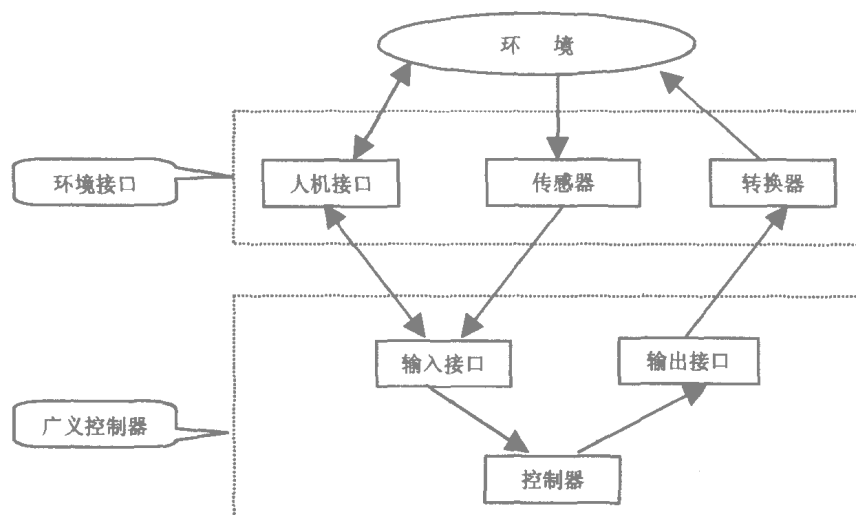 环 境
环境接口
人机接口
传感器
转换器
输入接口
输出接口
广义控制器
控制器